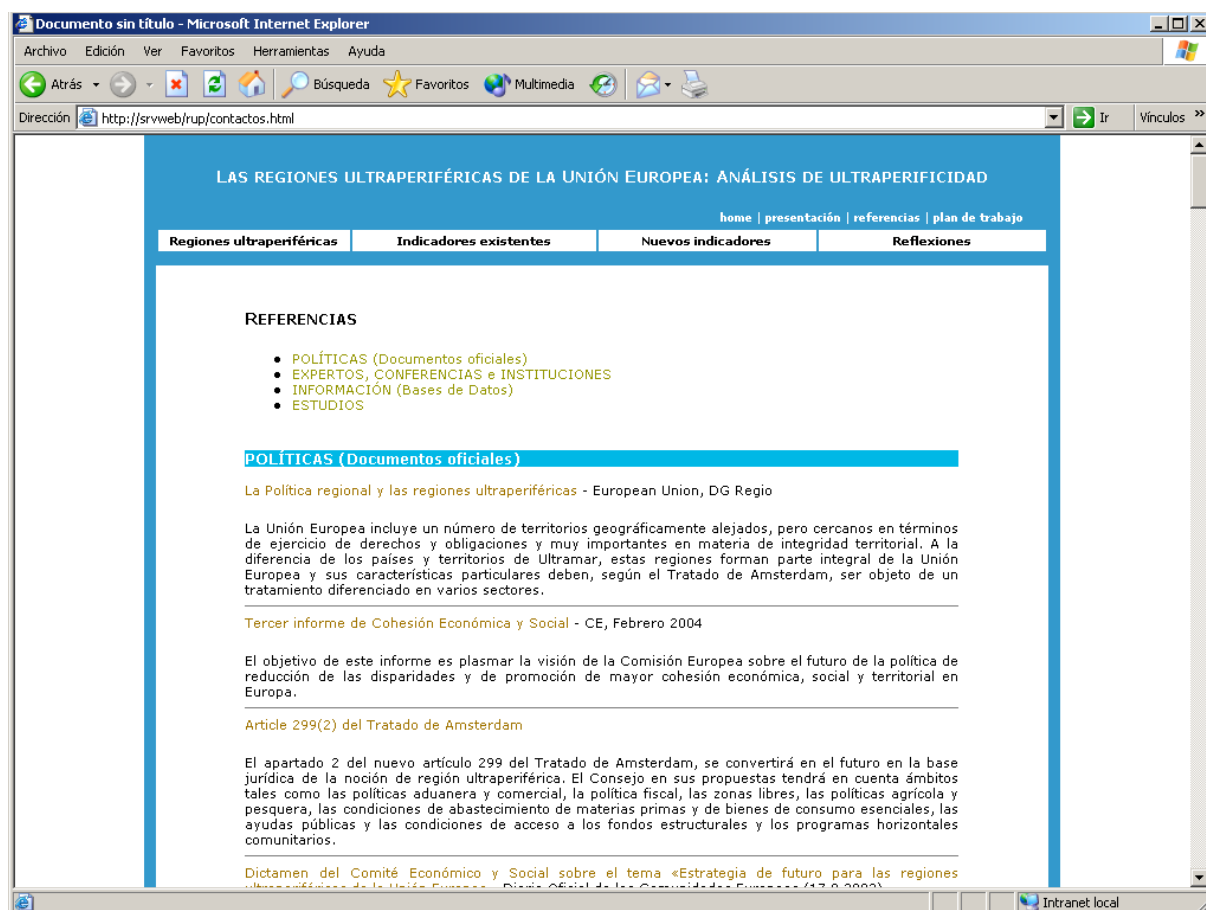 Documento sin título - Microsoft Internet Explorer
Archivo Edición Ver Favoritos Herramientas Ayuda
Atrás Búsqueda Favoritos Multimedia
Dirección http://srvweb/rup/contactos.html Ir Vínculos »
LAS REGIONES ULTRAPERIFÉRICAS DE LA UNIÓN EUROPEA: ANÁLISIS DE ULTRAPERIFICIDAD
home | presentación | referencias | plan de trabajo
Regiones ultraperiféricas Indicadores existentes Nuevos indicadores Reflexiones
REFERENCIAS
• POLÍTICAS (Documentos oficiales)
• EXPERTOS, CONFERENCIAS e INSTITUCIONES
• INFORMACIÓN (Bases de Datos)
• ESTUDIOS
POLÍTICAS (Documentos oficiales)
La Política regional y las regiones ultraperiféricas - European Union, DG Regio
La Unión Europea incluye un número de territorios geográficamente alejados, pero cercanos en términos
de ejercicio de derechos y obligaciones y muy importantes en materia de integridad territorial. A la
diferencia de los países y territorios de Ultramar, estas regiones forman parte integral de la Unión
Europea y sus características particulares deben, según el Tratado de Amsterdam, ser objeto de un
tratamiento diferenciado en varios sectores.
Tercer informe de Cohesión Económica y Social - CE, Febrero 2004
El objetivo de este informe es plasmar la visión de la Comisión Europea sobre el futuro de la política de
reducción de las disparidades y de promoción de mayor cohesión económica, social y territorial en
Europa.
Article 299(2) del Tratado de Amsterdam
El apartado 2 del nuevo artículo 299 del Tratado de Amsterdam, se convertirá en el futuro en la base
jurídica de la noción de región ultraperiférica. El Consejo en sus propuestas tendrá en cuenta ámbitos
tales como las políticas aduanera y comercial, la política fiscal, las zonas libres, las políticas agrícola y
pesquera, las condiciones de abastecimiento de materias primas y de bienes de consumo esenciales, las
ayudas públicas y las condiciones de acceso a los fondos estructurales y los programas horizontales
comunitarios.
Dictamen del Comité Económico y Social sobre el tema «Estrategia de futuro para las regiones
Intranet local